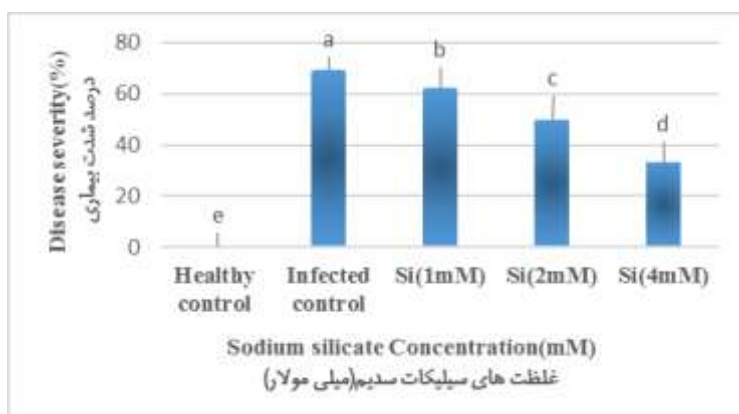 Disease severity(%)
درصد شدت بیماری
80
60
40
20
0
e
a
b
c
d
Healthy control
Infected control
Si(1mM)
Si(2mM)
Si(4mM)
Sodium silicate Concentration(mM)
غلظت های سیلیکات سدیم(میلی مولار)